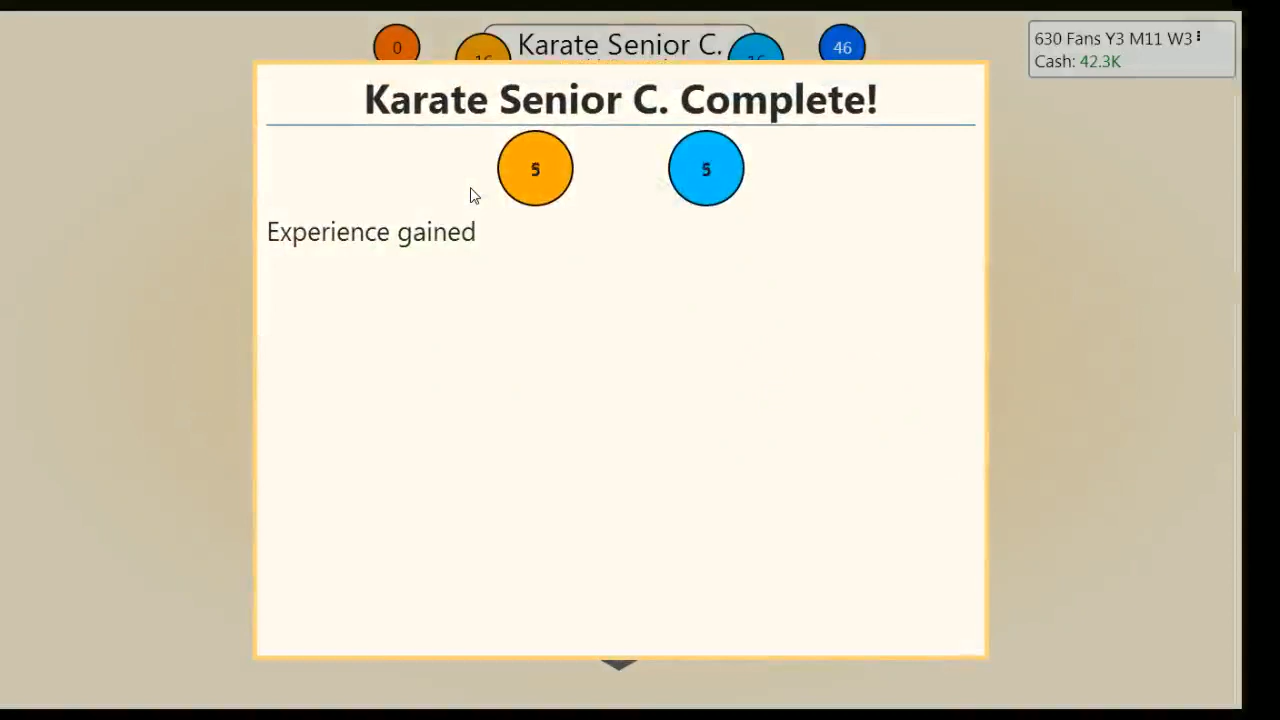 0
Karate Senior C.
46
630 Fans Y3 M11 W3
Cash: 42.3K
Karate Senior C. Complete!
5
5
Experience gained